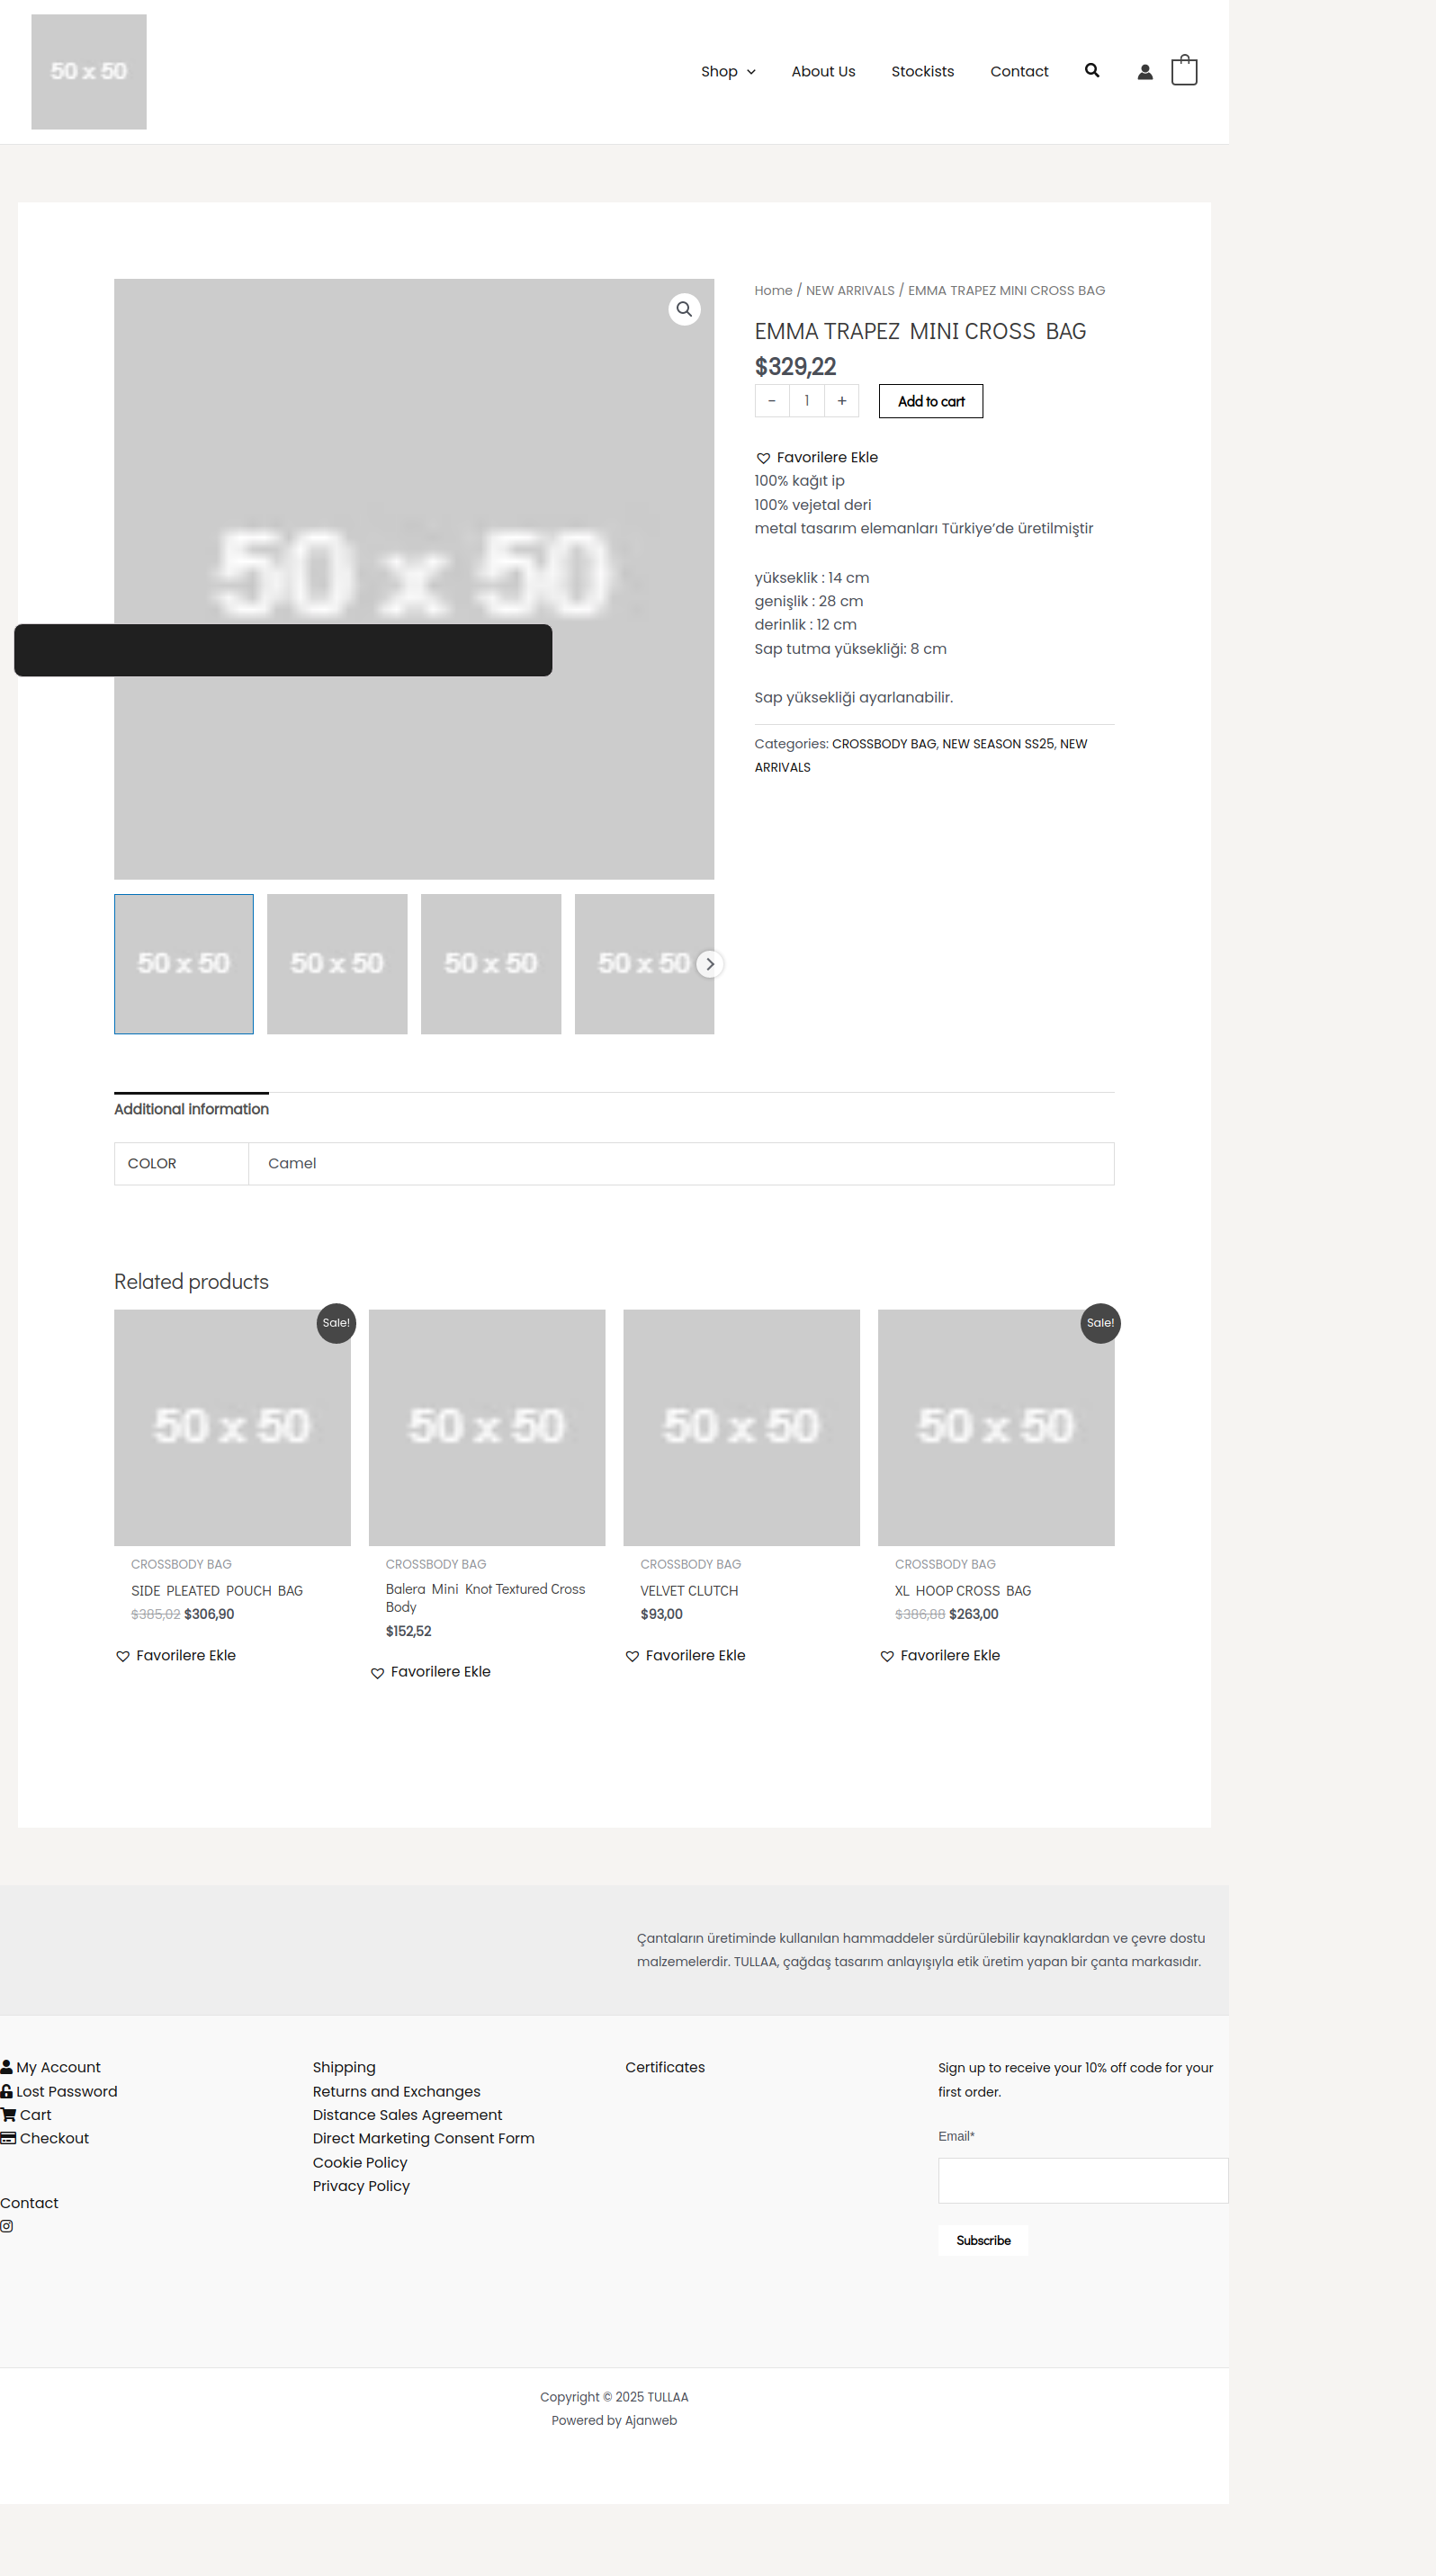 50 x 50
Shop
About Us
Stockists
Contact
50 x 50
Home / NEW ARRIVALS / EMMA TRAPEZ MINI CROSS BAG
EMMA TRAPEZ MINI CROSS BAG
$329,22
- 1 +
Add to cart
Favorilere Ekle
100% kağıt ip
100% vejetal deri
metal tasarım elemanları Türkiye’de üretilmiştir
yükseklik : 14 cm
genişlik : 28 cm
derinlik : 12 cm
Sap tutma yüksekliği: 8 cm
Sap yüksekliği ayarlanabilir.
Categories: CROSSBODY BAG, NEW SEASON SS25, NEW
ARRIVALS
50 x 50
50 x 50
50 x 50
50 x 50
Additional information
COLOR
Camel
Related products
Sale!
50 x 50
CROSSBODY BAG
SIDE PLEATED POUCH BAG
$385,02 $306,90
Favorilere Ekle
50 x 50
CROSSBODY BAG
Balera Mini Knot Textured Cross
Body
$152,52
Favorilere Ekle
50 x 50
CROSSBODY BAG
VELVET CLUTCH
$93,00
Favorilere Ekle
Sale!
50 x 50
CROSSBODY BAG
XL HOOP CROSS BAG
$386,88 $263,00
Favorilere Ekle
Çantaların üretiminde kullanılan hammaddeler sürdürülebilir kaynaklardan ve çevre dostu
malzemelerdir. TULLAA, çağdaş tasarım anlayışıyla etik üretim yapan bir çanta markasıdır.
My Account
Lost Password
Cart
Checkout
Contact
Shipping
Returns and Exchanges
Distance Sales Agreement
Direct Marketing Consent Form
Cookie Policy
Privacy Policy
Certificates
Sign up to receive your 10% off code for your
first order.
Email*
Subscribe
Copyright © 2025 TULLAA
Powered by Ajanweb